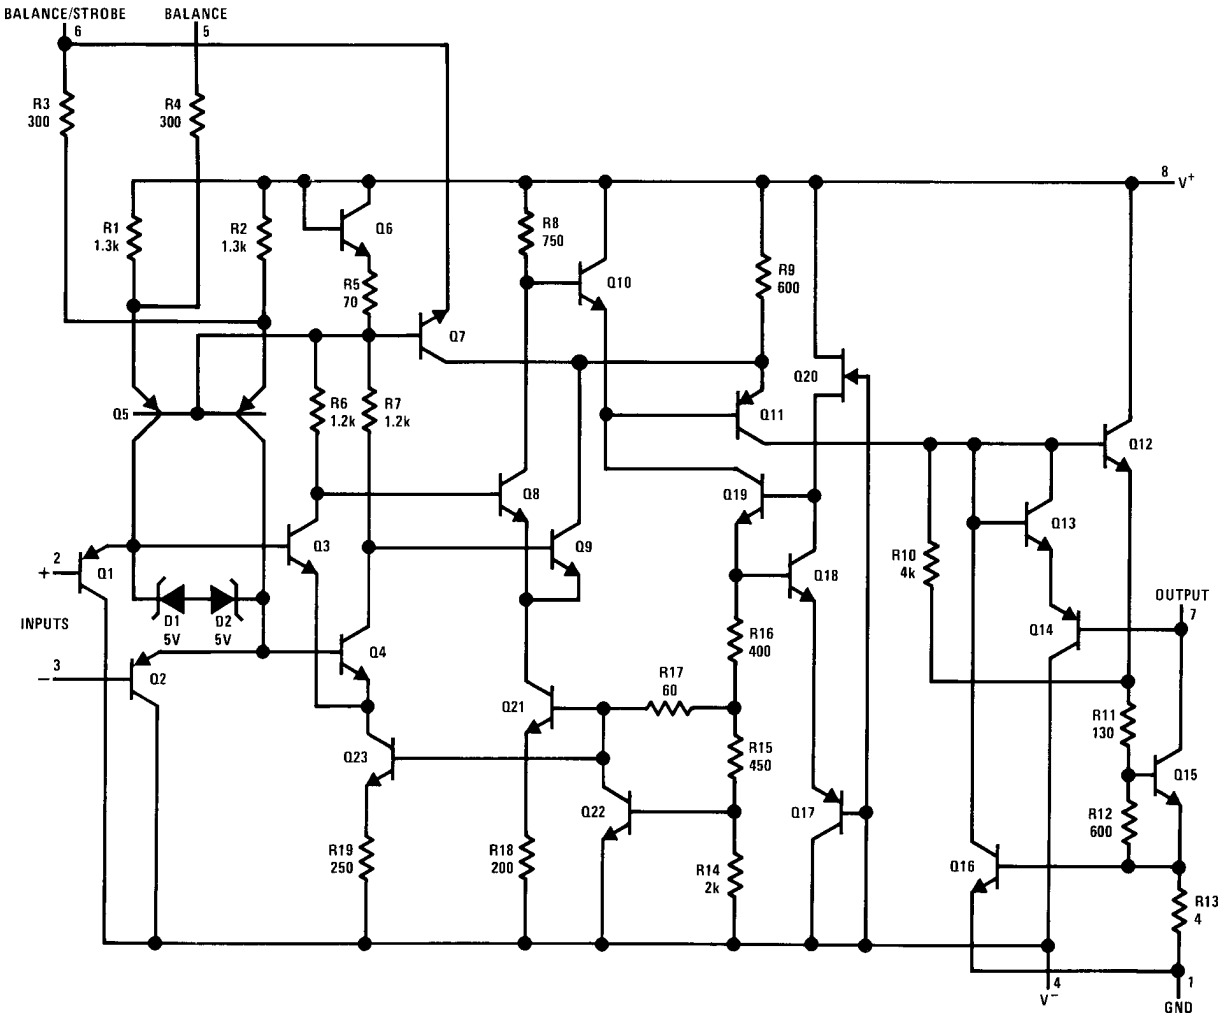 BALANCE/STROBE
6
BALANCE
5
R3
300
R4
300
8
V+
R1
1.3k
R2
1.3k
Q6
R8
750
R5
70
Q10
R9
600
Q7
Q20
Q5
R6
1.2k
R7
1.2k
Q11
Q12
Q8
Q19
Q13
Q3
Q9
R10
4k
2
+
Q1
Q18
D1
5V
D2
5V
OUTPUT
7
INPUTS
R16
400
Q14
3
–
Q2
Q4
R17
60
Q21
R11
130
Q23
R15
450
Q15
Q22
Q17
R12
600
R19
250
R18
200
R14
2k
Q16
R13
4
4
V–
1
GND